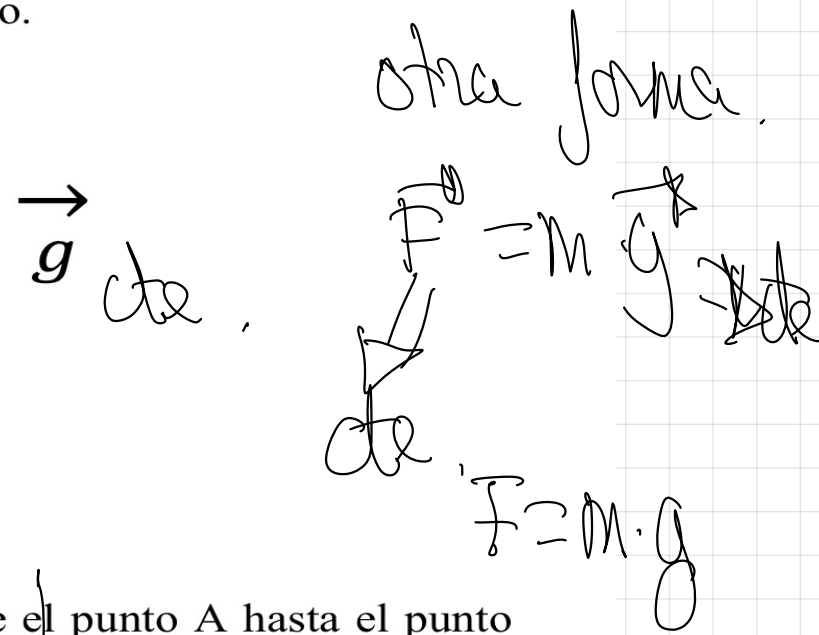 o.
otra forma.
g cte.
F = m g ⇒ cte
cte.
F = m · g
e el punto A hasta el punto